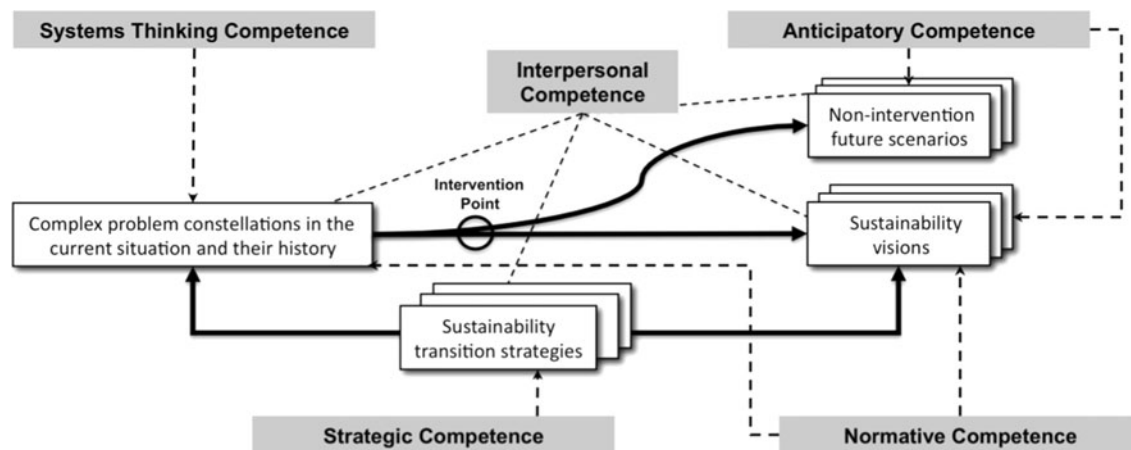 Systems Thinking Competence
Anticipatory Competence
Interpersonal
Competence
Non-intervention
future scenarios
Intervention
Point
Complex problem constellations in the
current situation and their history
Sustainability
visions
Sustainability
transition strategies
Strategic Competence
Normative Competence